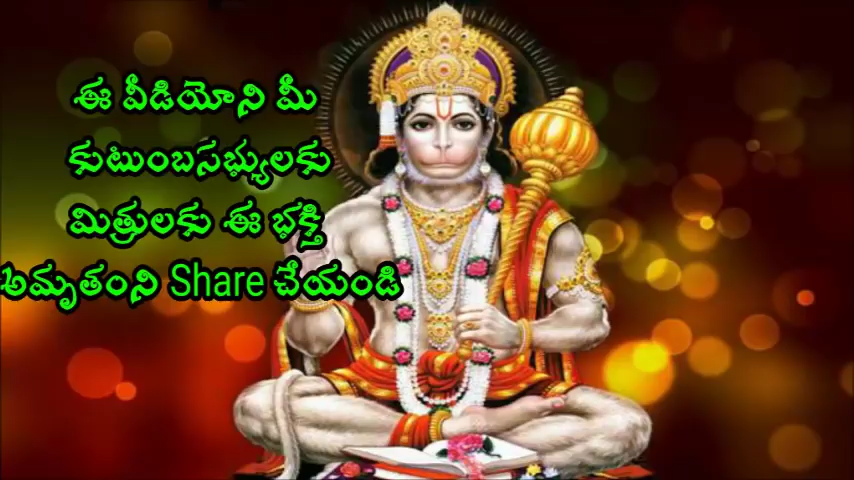 ఈ వీడియోని మీ
కుటుంబసభ్యులకు
మిత్రులకు ఈ భక్తి
అమృతంని Share చేయండి